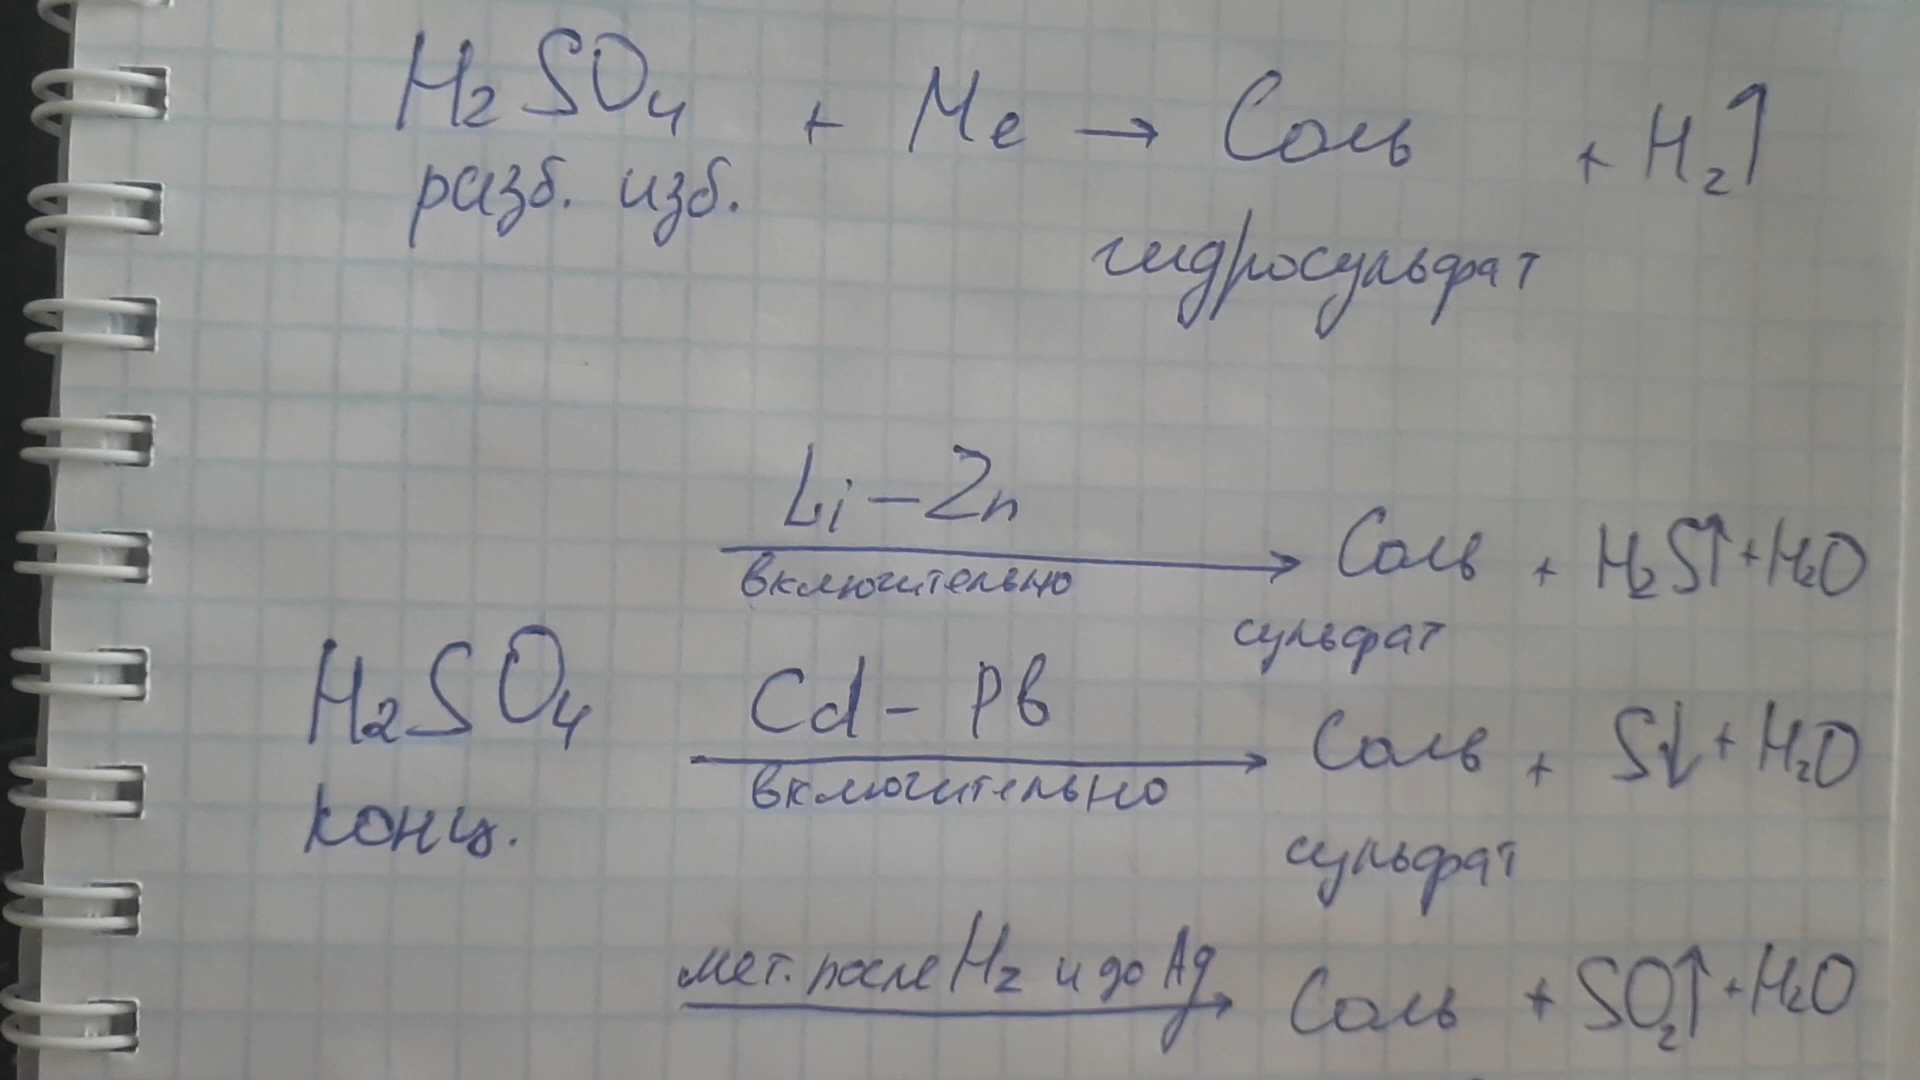 H₂SO₄ + Me → Соль + H₂↑
разб. изб.
гидросульфат
Li – Zn
включительно
Соль + H₂S↑ + H₂O
сульфат
H₂SO₄
конц.
Cd – Pb
включительно
Соль + S↓ + H₂O
сульфат
мет. после H₂ и до Ag
Соль + SO₂↑ + H₂O